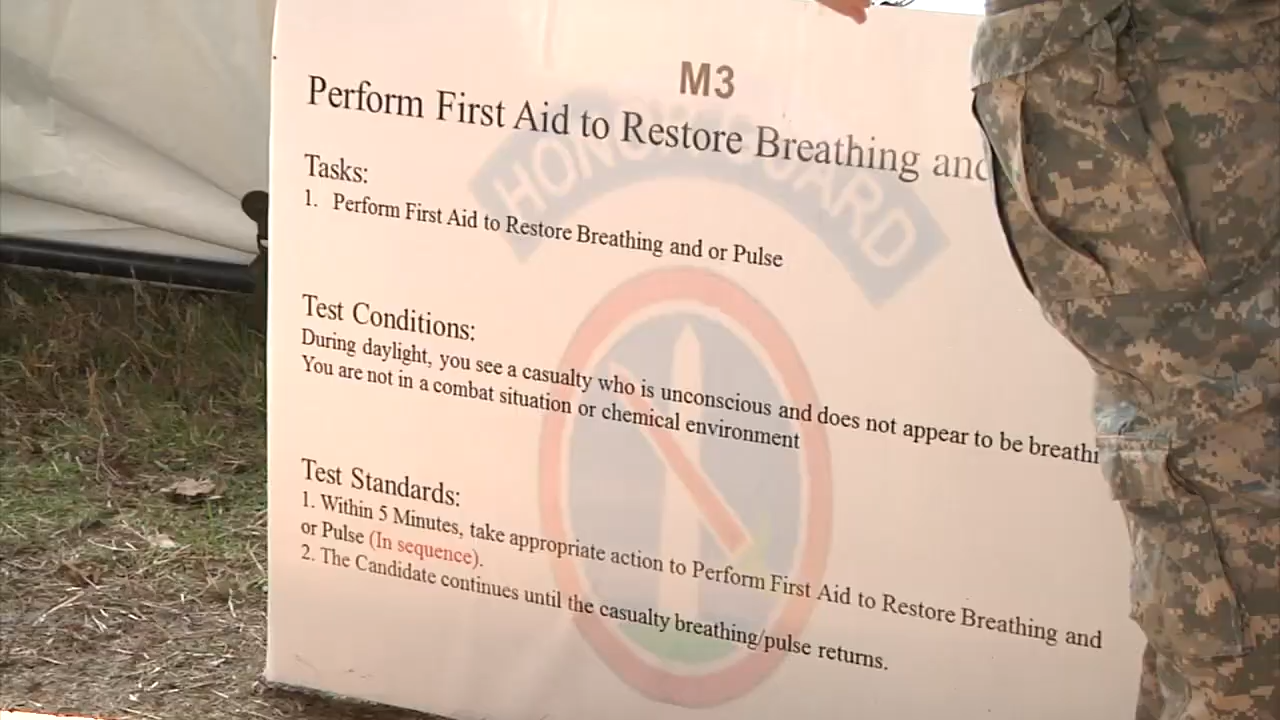 M3
Perform First Aid to Restore Breathing and
HONOR GUARD
Tasks:
1. Perform First Aid to Restore Breathing and or Pulse
Test Conditions:
During daylight, you see a casualty who is unconscious and does not appear to be breathi
You are not in a combat situation or chemical environment
Test Standards:
1. Within 5 Minutes, take appropriate action to Perform First Aid to Restore Breathing and
or Pulse (In sequence).
2. The Candidate continues until the casualty breathing/pulse returns.